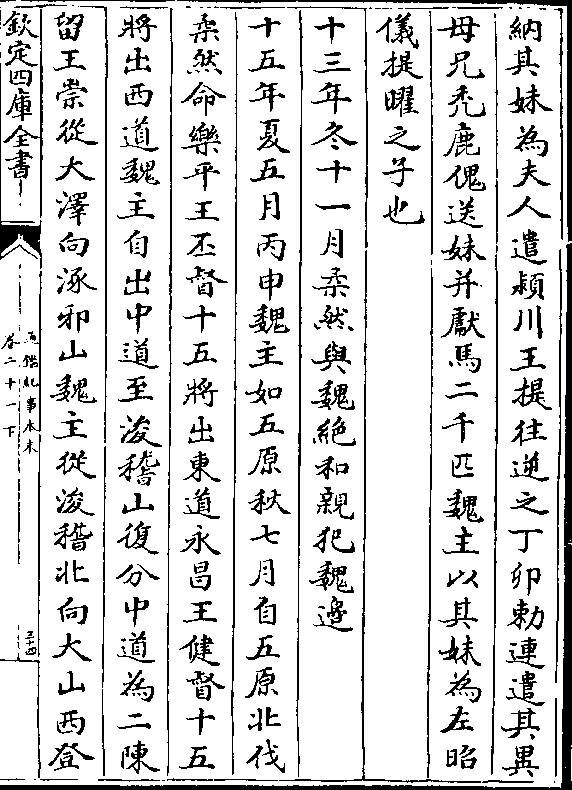 納其妹為夫人遣潁川王提往逆之丁卯勅連遣其異
母兄秃鹿傀送妹并獻馬二千匹魏主以其妹為左昭
儀提曜之子也
十三年冬十一月柔然與魏絶和親犯魏邊
十五年夏五月丙申魏主如五原秋七月自五原北伐
柔然命樂平王丕督十五將出東道永昌王健督十五
將出西道魏主自出中道至浚稽山復分中道為二陳
留王崇從大澤向涿邪山魏主從浚稽北向大山西登
欽定四庫全書
通鑑紀事本末
卷二十一下
三十四